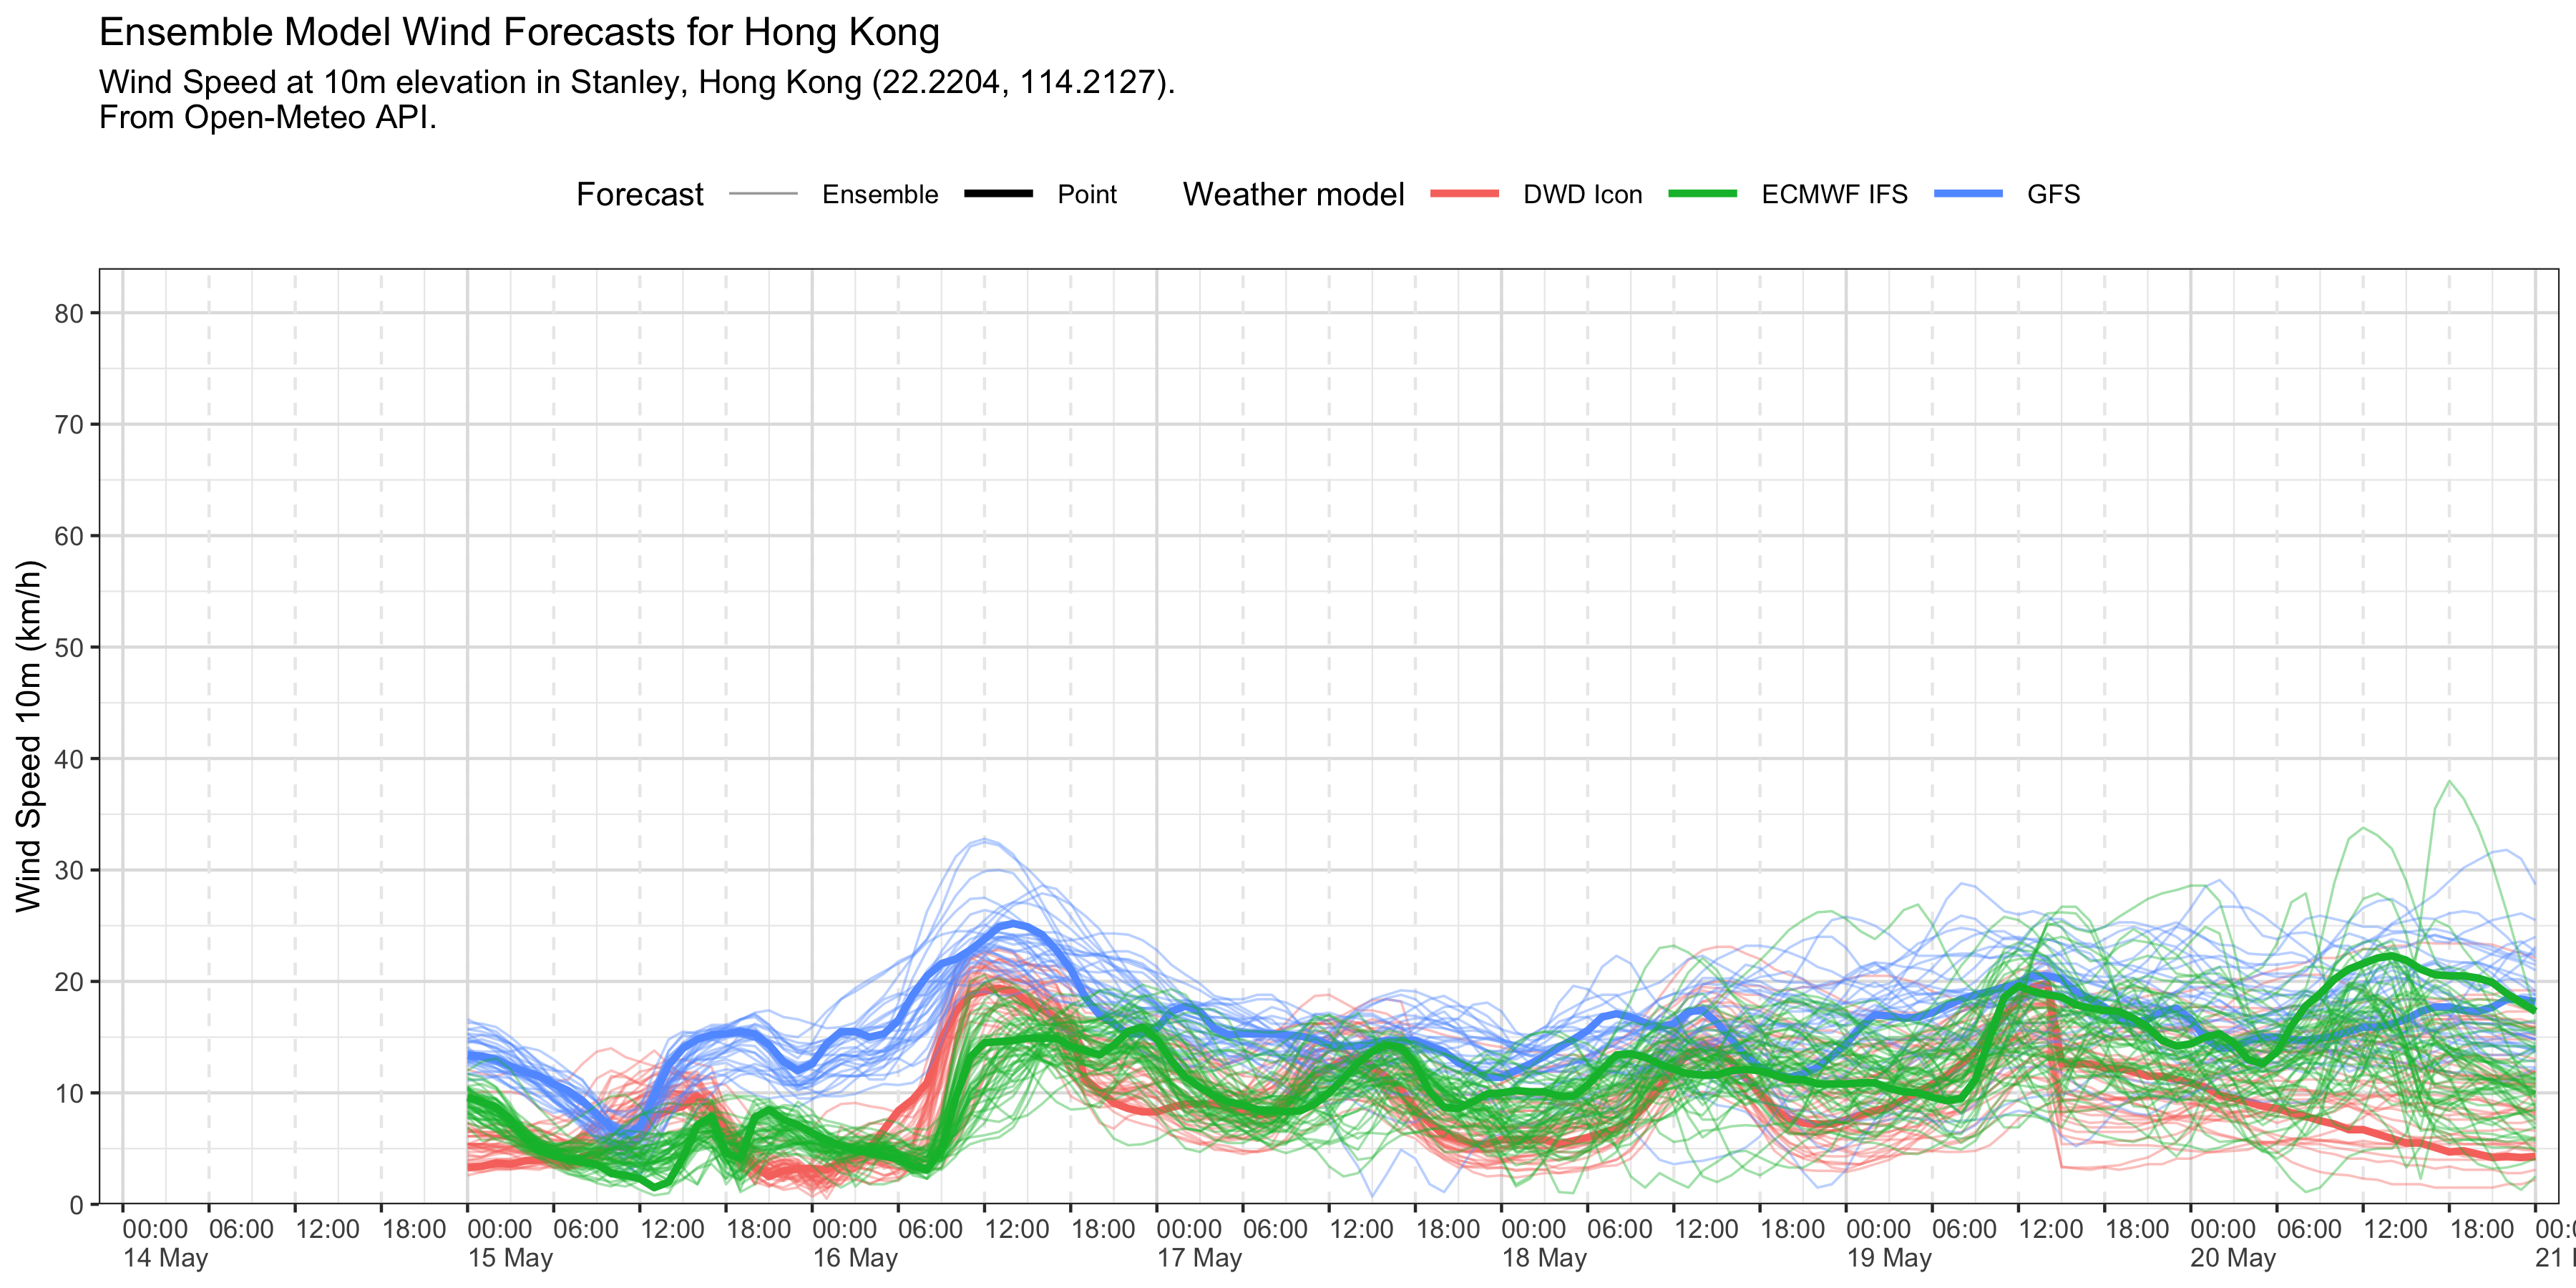 Ensemble Model Wind Forecasts for Hong Kong
Wind Speed at 10m elevation in Stanley, Hong Kong (22.2204, 114.2127).
From Open-Meteo API.
Forecast Ensemble Point Weather model DWD Icon ECMWF IFS GFS
Wind Speed 10m (km/h)
80
70
60
50
40
30
20
10
0
00:00 06:00 12:00 18:00 00:00 06:00 12:00 18:00 00:00 06:00 12:00 18:00 00:00 06:00 12:00 18:00 00:00 06:00 12:00 18:00 00:00 06:00 12:00 18:00 00:00 06:00 12:00 18:00 00:
14 May 15 May 16 May 17 May 18 May 19 May 20 May 21